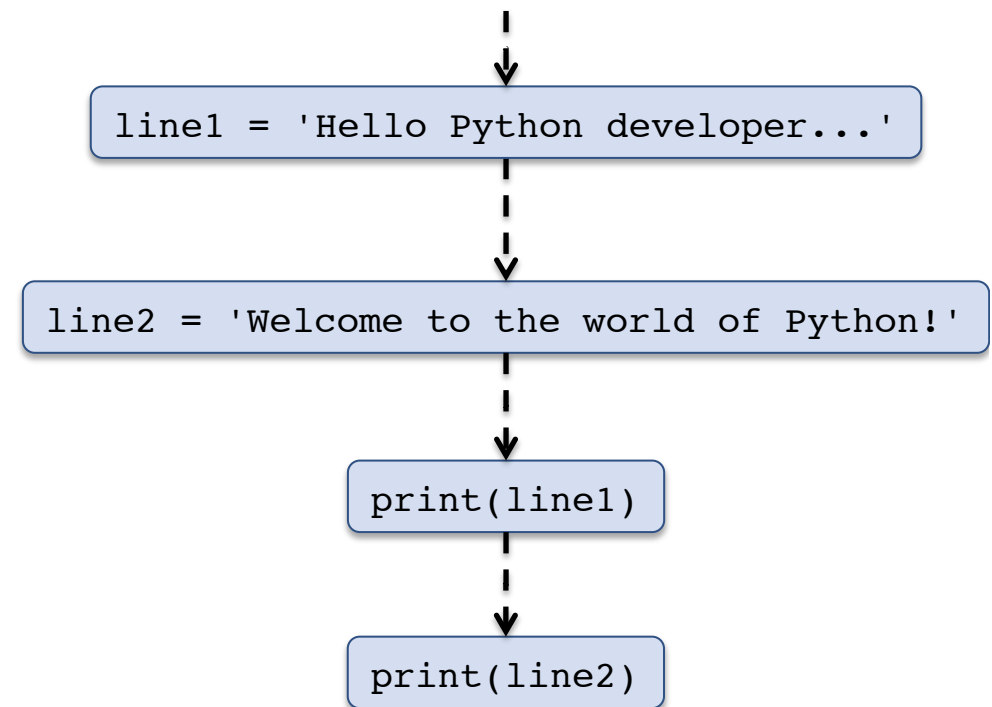 line1 = 'Hello Python developer...'
line2 = 'Welcome to the world of Python!'
print(line1)
print(line2)